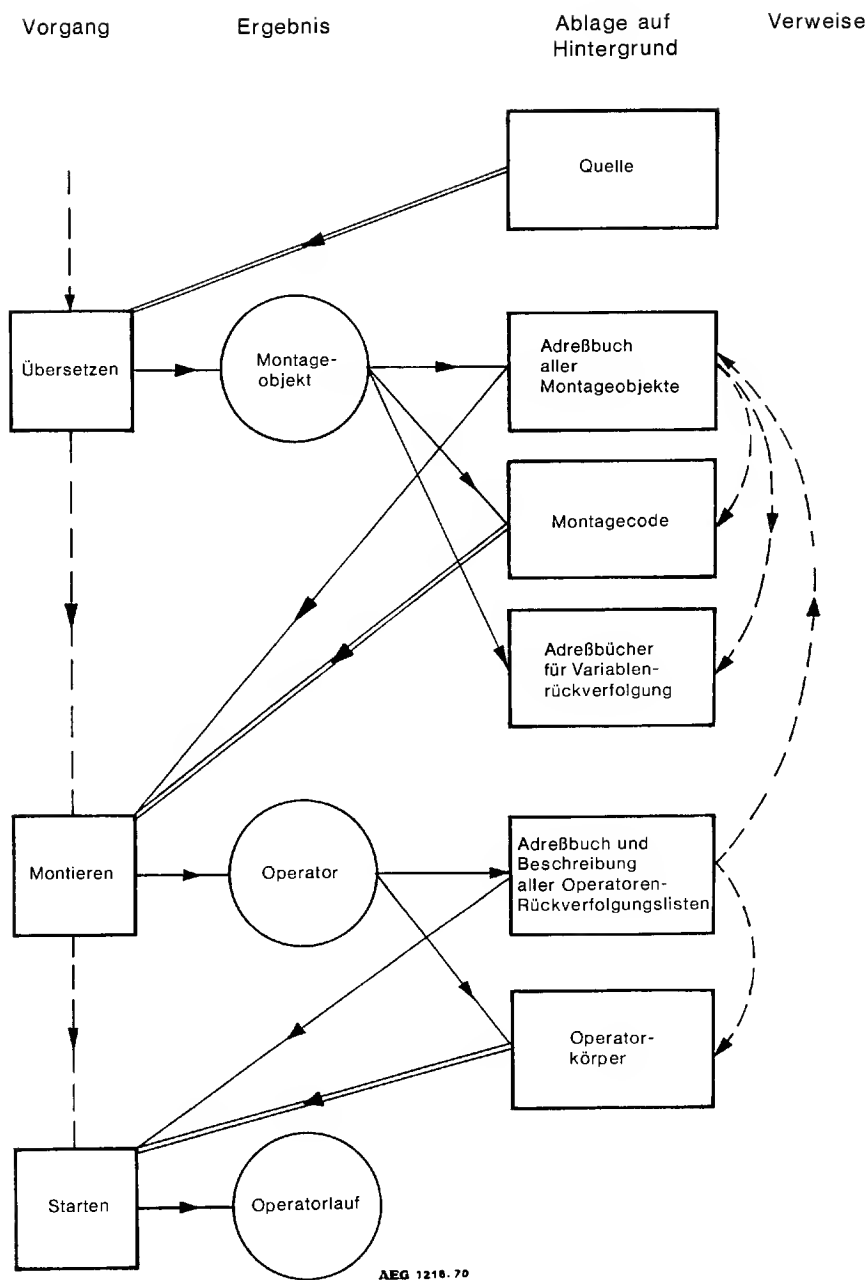 Vorgang
Ergebnis
Ablage auf
Hintergrund
Verweise
Quelle
Übersetzen
Montage-
objekt
Adreßbuch
aller
Montageobjekte
Montagecode
Adreßbücher
für Variablen-
rückverfolgung
Montieren
Operator
Adreßbuch und
Beschreibung
aller Operatoren-
Rückverfolgungslisten
Operator-
körper
Starten
Operatorlauf
AEG 1216.70